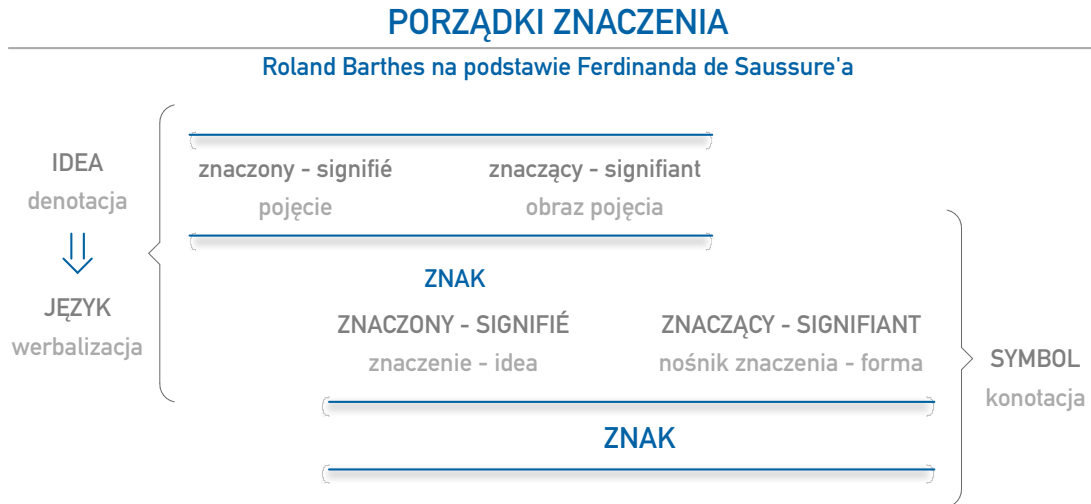 PORZĄDKI ZNACZENIA
Roland Barthes na podstawie Ferdinanda de Saussure'a
IDEA
denotacja
JĘZYK
werbalizacja
znaczony - signifié
znaczący - signifiant
pojęcie
obraz pojęcia
ZNAK
ZNACZONY - SIGNIFIÉ
ZNACZĄCY - SIGNIFIANT
znaczenie - idea
nośnik znaczenia - forma
ZNAK
SYMBOL
konotacja